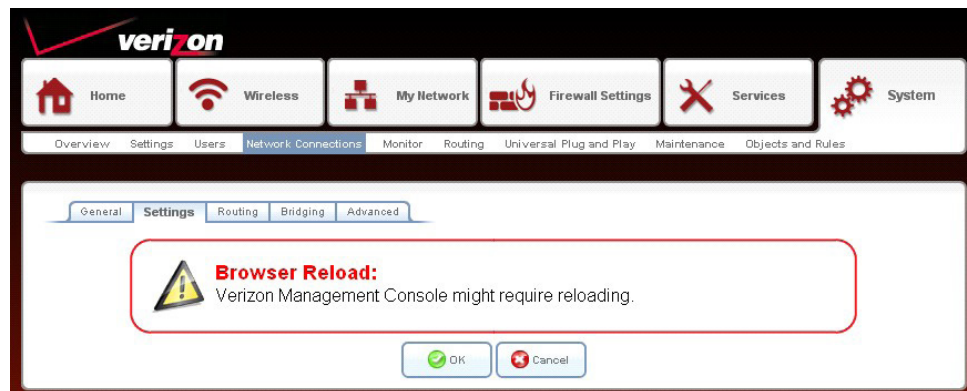 verizon
Home Wireless My Network Firewall Settings Services System
Overview Settings Users Network Connections Monitor Routing Universal Plug and Play Maintenance Objects and Rules
General Settings Routing Bridging Advanced
Browser Reload:
Verizon Management Console might require reloading.
OK Cancel